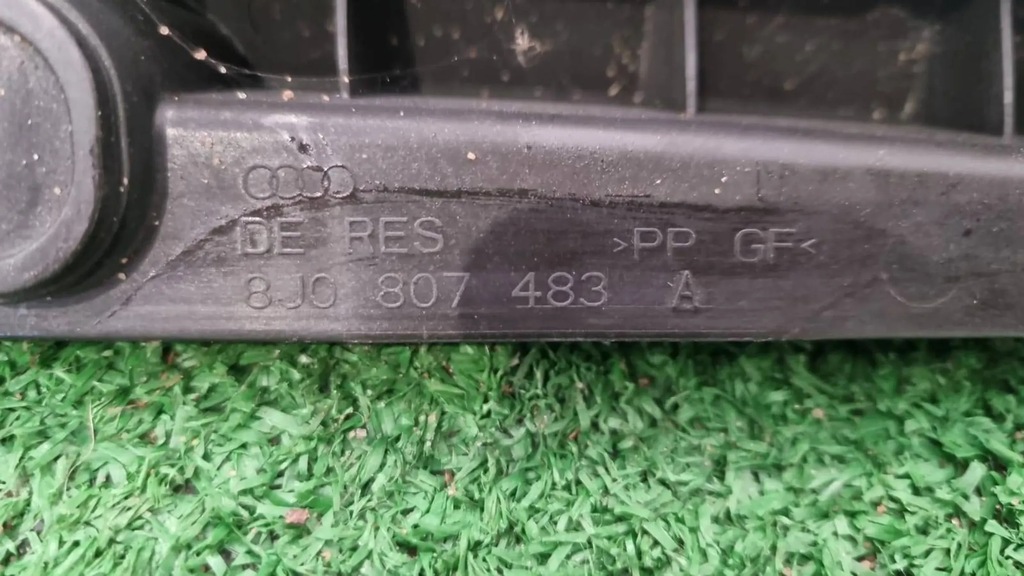 DE RES >PP GF<
8J0 807 483 A